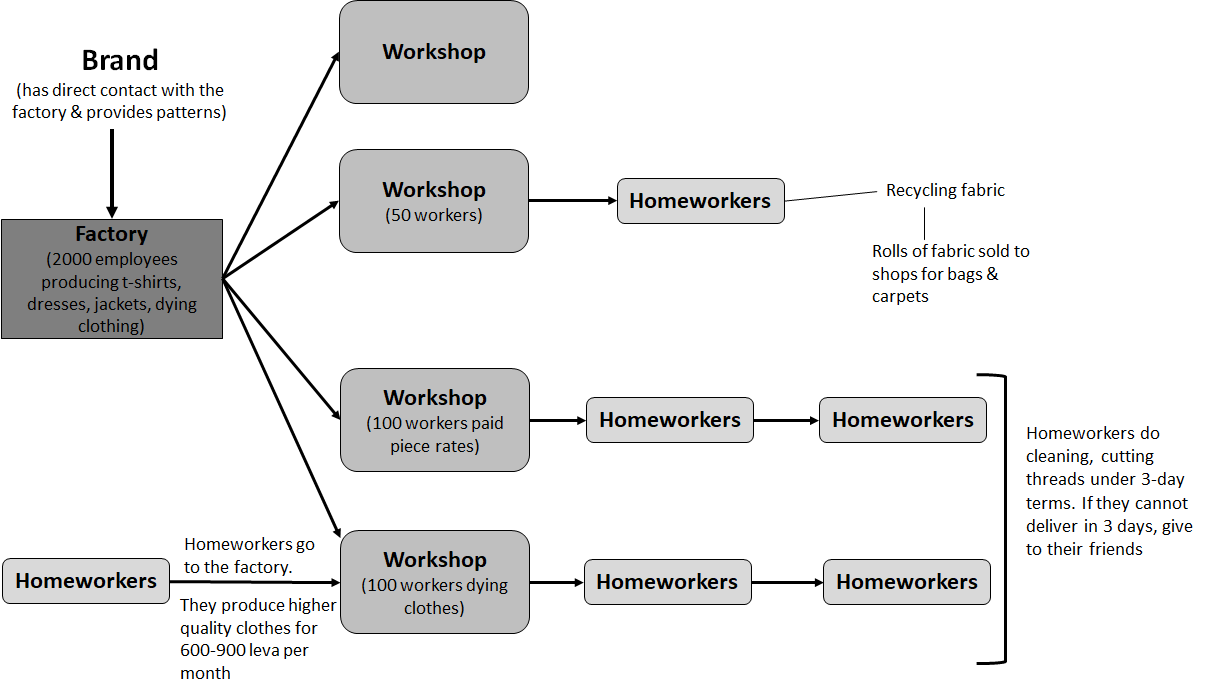 Brand
(has direct contact with the
factory & provides patterns)
Factory
(2000 employees
producing t-shirts,
dresses, jackets, dying
clothing)
Workshop
Workshop
(50 workers)
Homeworkers
Recycling fabric
Rolls of fabric sold to
shops for bags &
carpets
Workshop
(100 workers paid
piece rates)
Homeworkers
Homeworkers
Homeworkers do
cleaning, cutting
threads under 3-day
terms. If they cannot
deliver in 3 days, give
to their friends
Homeworkers
Homeworkers go
to the factory.
They produce higher
quality clothes for
600-900 leva per
month
Workshop
(100 workers dying
clothes)
Homeworkers
Homeworkers